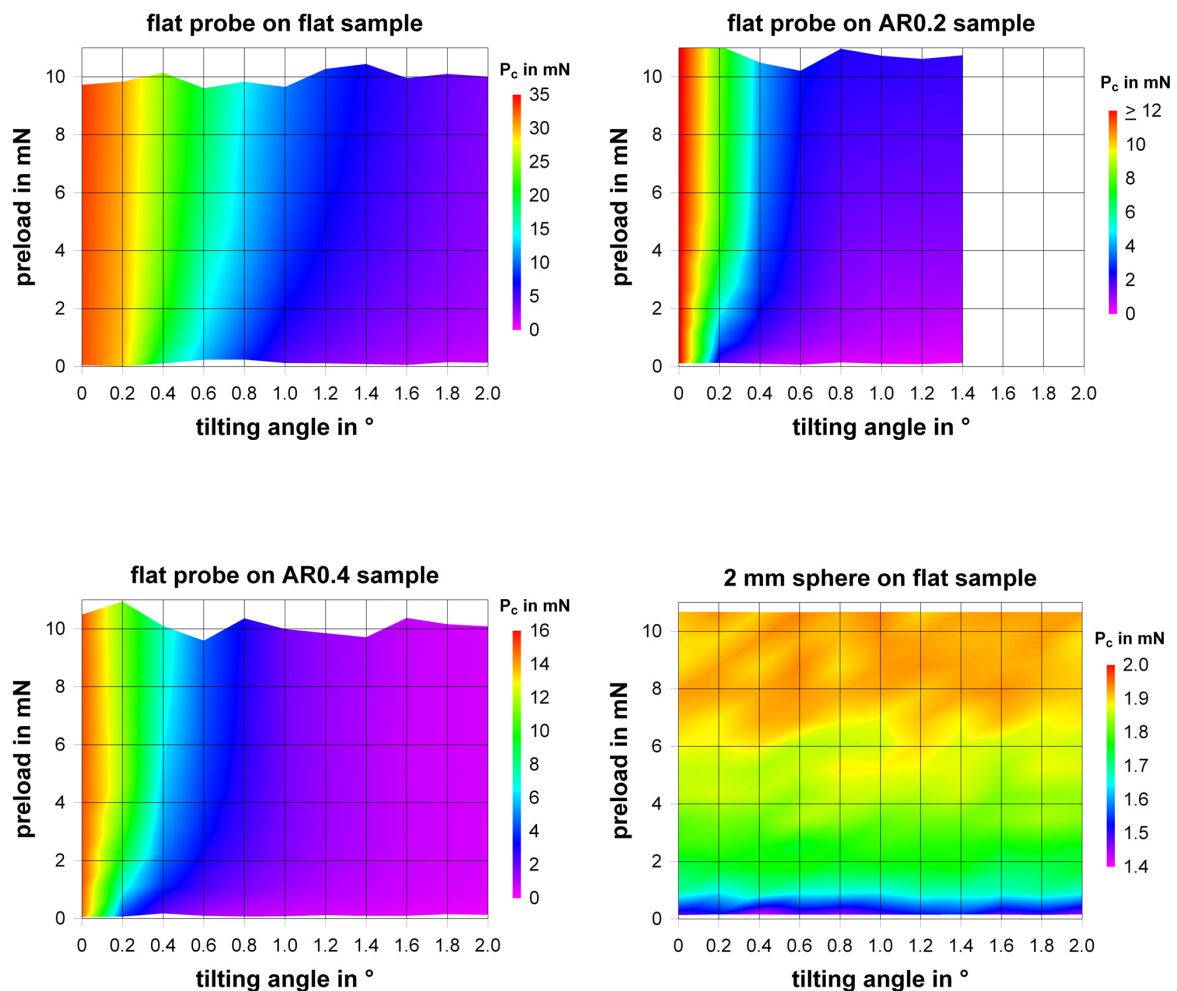 flat probe on flat sample
P_c in mN
35
30
25
20
15
10
5
0
preload in mN
10
8
6
4
2
0
0 0.2 0.4 0.6 0.8 1.0 1.2 1.4 1.6 1.8 2.0
tilting angle in °
flat probe on AR0.2 sample
P_c in mN
≥ 12
10
8
6
4
2
0
preload in mN
10
8
6
4
2
0
0 0.2 0.4 0.6 0.8 1.0 1.2 1.4 1.6 1.8 2.0
tilting angle in °
flat probe on AR0.4 sample
P_c in mN
16
14
12
10
8
6
4
2
0
preload in mN
10
8
6
4
2
0
0 0.2 0.4 0.6 0.8 1.0 1.2 1.4 1.6 1.8 2.0
tilting angle in °
2 mm sphere on flat sample
P_c in mN
2.0
1.9
1.8
1.7
1.6
1.5
1.4
preload in mN
10
8
6
4
2
0
0 0.2 0.4 0.6 0.8 1.0 1.2 1.4 1.6 1.8 2.0
tilting angle in °